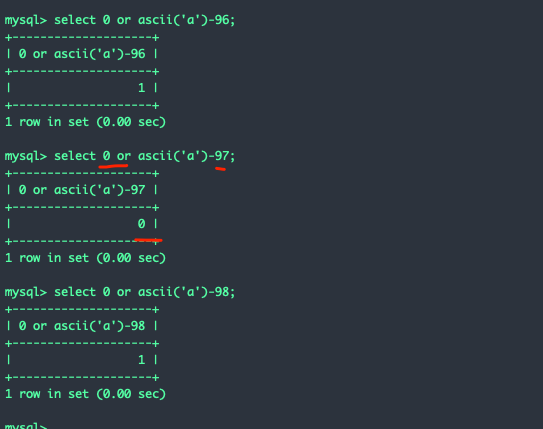 mysql> select 0 or ascii('a')-96;
+--------------------+
| 0 or ascii('a')-96 |
+--------------------+
|                  1 |
+--------------------+
1 row in set (0.00 sec)
mysql> select 0 or ascii('a')-97;
+--------------------+
| 0 or ascii('a')-97 |
+--------------------+
|                  0 |
+--------------------+
1 row in set (0.00 sec)
mysql> select 0 or ascii('a')-98;
+--------------------+
| 0 or ascii('a')-98 |
+--------------------+
|                  1 |
+--------------------+
1 row in set (0.00 sec)
mysql>